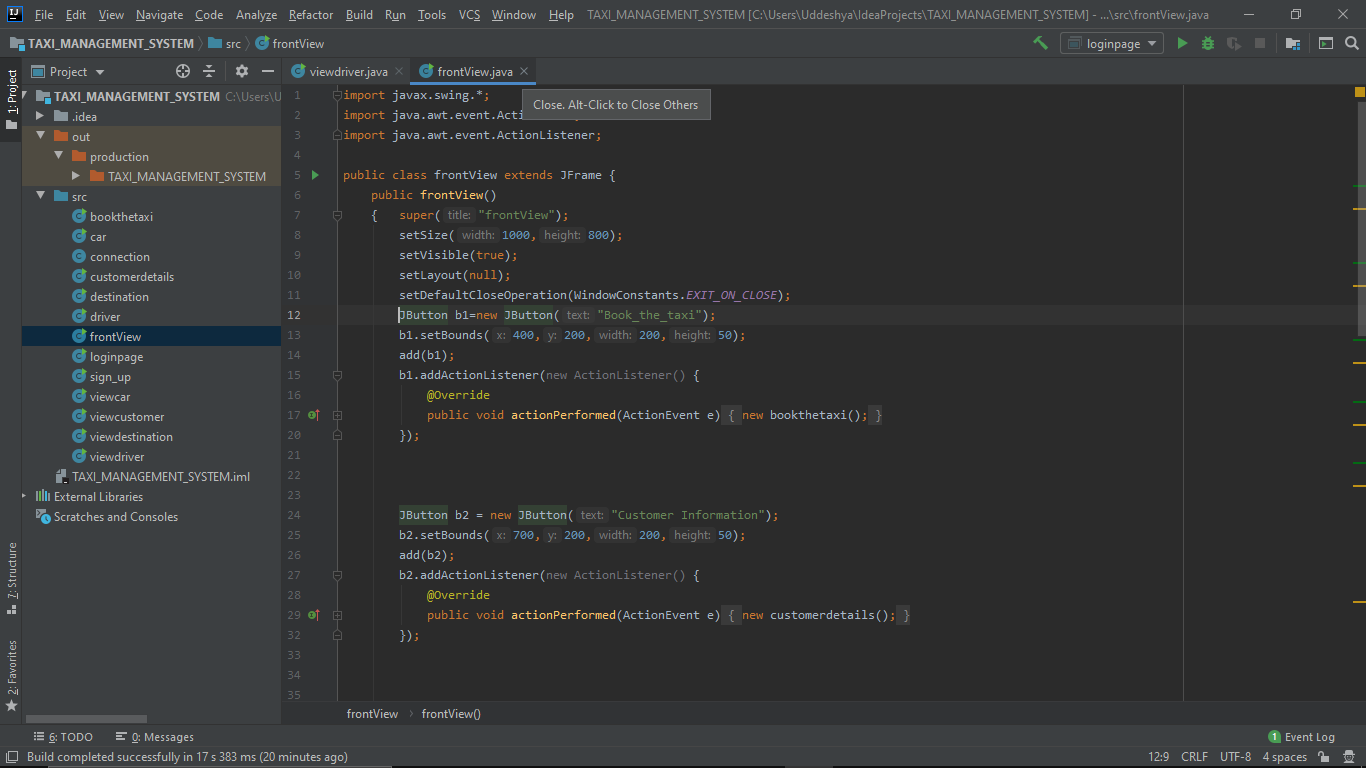 File Edit View Navigate Code Analyze Refactor Build Run Tools VCS Window Help TAXI_MANAGEMENT_SYSTEM [C:\Users\Uddeshya\IdeaProjects\TAXI_MANAGEMENT_SYSTEM] - ...\src\frontView.java
TAXI_MANAGEMENT_SYSTEM src frontView loginpage
1: Project
7: Structure
2: Favorites
Project
TAXI_MANAGEMENT_SYSTEM C:\Users\U
.idea
out
production
TAXI_MANAGEMENT_SYSTEM
src
bookthetaxi
car
connection
customerdetails
destination
driver
frontView
loginpage
sign_up
viewcar
viewcustomer
viewdestination
viewdriver
TAXI_MANAGEMENT_SYSTEM.iml
External Libraries
Scratches and Consoles
viewdriver.java frontView.java
Close. Alt-Click to Close Others
1 import javax.swing.*;
2 import java.awt.event.Act
3 import java.awt.event.ActionListener;
4
5 public class frontView extends JFrame {
6 public frontView()
7 { super( title: "frontView");
8 setSize( width: 1000, height: 800);
9 setVisible(true);
10 setLayout(null);
11 setDefaultCloseOperation(WindowConstants.EXIT_ON_CLOSE);
12 JButton b1=new JButton( text: "Book_the_taxi");
13 b1.setBounds( x: 400, y: 200, width: 200, height: 50);
14 add(b1);
15 b1.addActionListener(new ActionListener() {
16 @Override
17 public void actionPerformed(ActionEvent e) { new bookthetaxi(); }
20 });
21
22
23
24 JButton b2 = new JButton( text: "Customer Information");
25 b2.setBounds( x: 700, y: 200, width: 200, height: 50);
26 add(b2);
27 b2.addActionListener(new ActionListener() {
28 @Override
29 public void actionPerformed(ActionEvent e) { new customerdetails(); }
32 });
33
34
35
frontView frontView()
6: TODO 0: Messages 1 Event Log
Build completed successfully in 17 s 383 ms (20 minutes ago) 12:9 CRLF UTF-8 4 spaces